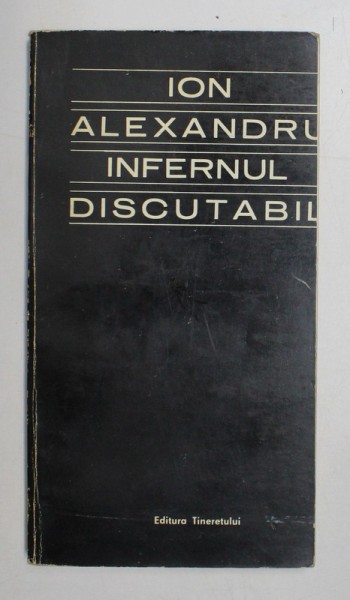 ION
ALEXANDRU
INFERNUL
DISCUTABIL
Editura Tineretului